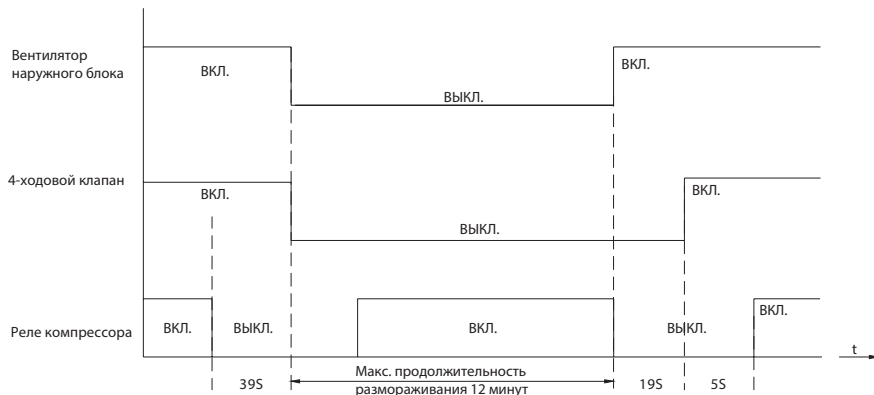 Вентилятор
наружного блока
ВКЛ.
ВЫКЛ.
ВКЛ.
4-ходовой клапан
ВКЛ.
ВЫКЛ.
ВКЛ.
Реле компрессора
ВКЛ.
ВЫКЛ.
ВКЛ.
ВЫКЛ.
ВКЛ.
t
39S
Макс. продолжительность
размораживания 12 минут
19S
5S